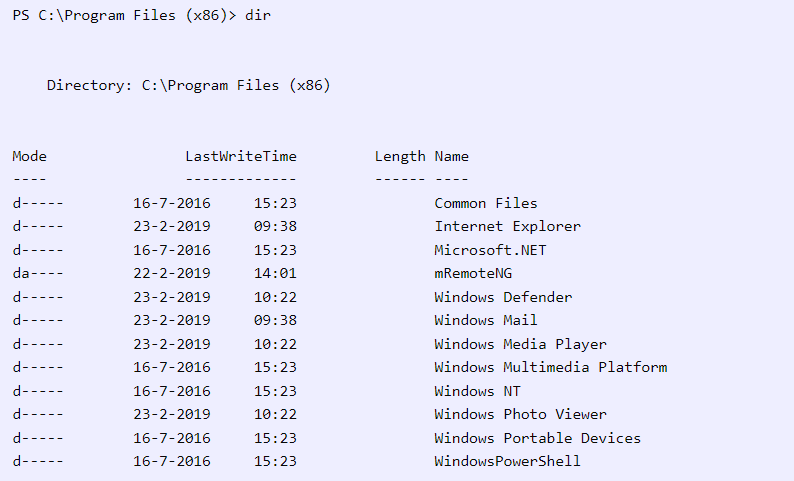 PS C:\Program Files (x86)> dir
Directory: C:\Program Files (x86)
Mode                LastWriteTime         Length Name
----                -------------         ------ ----
d-----        16-7-2016     15:23                Common Files
d-----        23-2-2019     09:38                Internet Explorer
d-----        16-7-2016     15:23                Microsoft.NET
da----        22-2-2019     14:01                mRemoteNG
d-----        23-2-2019     10:22                Windows Defender
d-----        23-2-2019     09:38                Windows Mail
d-----        23-2-2019     10:22                Windows Media Player
d-----        16-7-2016     15:23                Windows Multimedia Platform
d-----        16-7-2016     15:23                Windows NT
d-----        23-2-2019     10:22                Windows Photo Viewer
d-----        16-7-2016     15:23                Windows Portable Devices
d-----        16-7-2016     15:23                WindowsPowerShell